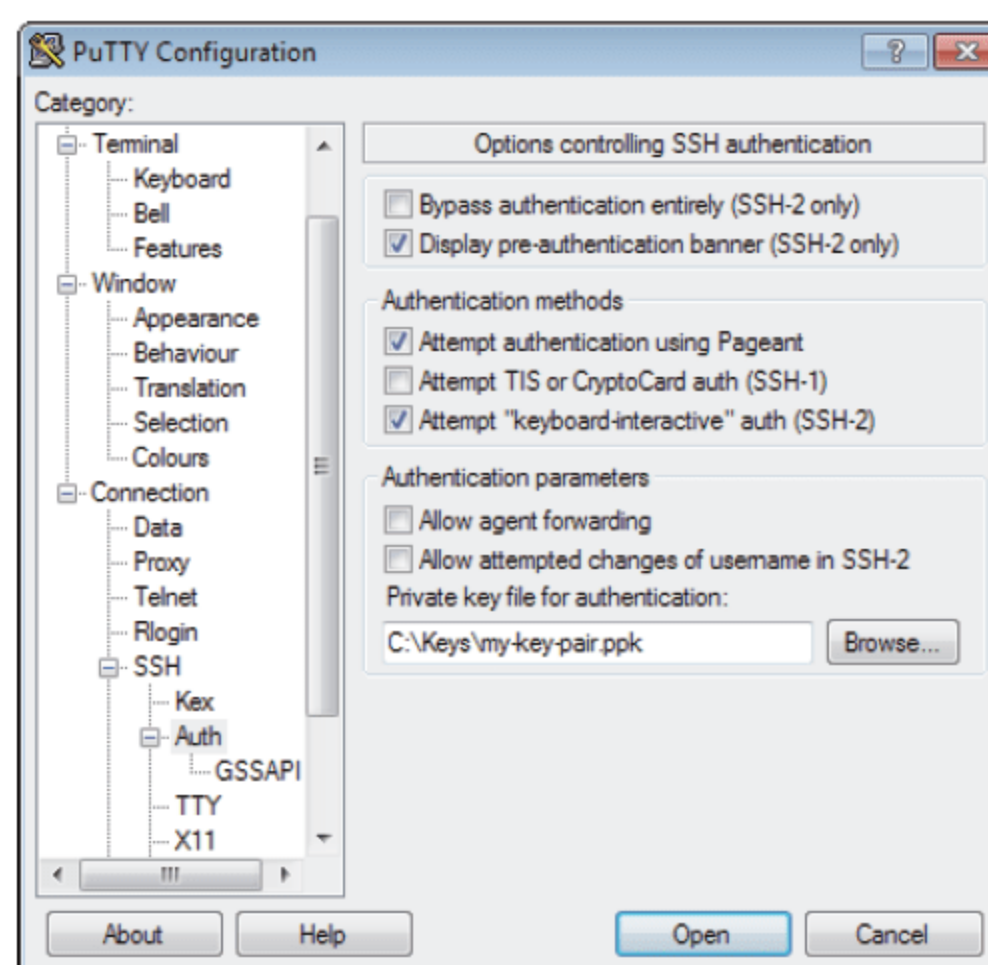 PuTTY Configuration
Category:
Terminal
Keyboard
Bell
Features
Window
Appearance
Behaviour
Translation
Selection
Colours
Connection
Data
Proxy
Telnet
Rlogin
SSH
Kex
Auth
GSSAPI
TTY
X11
Options controlling SSH authentication
Bypass authentication entirely (SSH-2 only)
Display pre-authentication banner (SSH-2 only)
Authentication methods
Attempt authentication using Pageant
Attempt TIS or CryptoCard auth (SSH-1)
Attempt "keyboard-interactive" auth (SSH-2)
Authentication parameters
Allow agent forwarding
Allow attempted changes of username in SSH-2
Private key file for authentication:
C:\Keys\my-key-pair.ppk
Browse...
About
Help
Open
Cancel